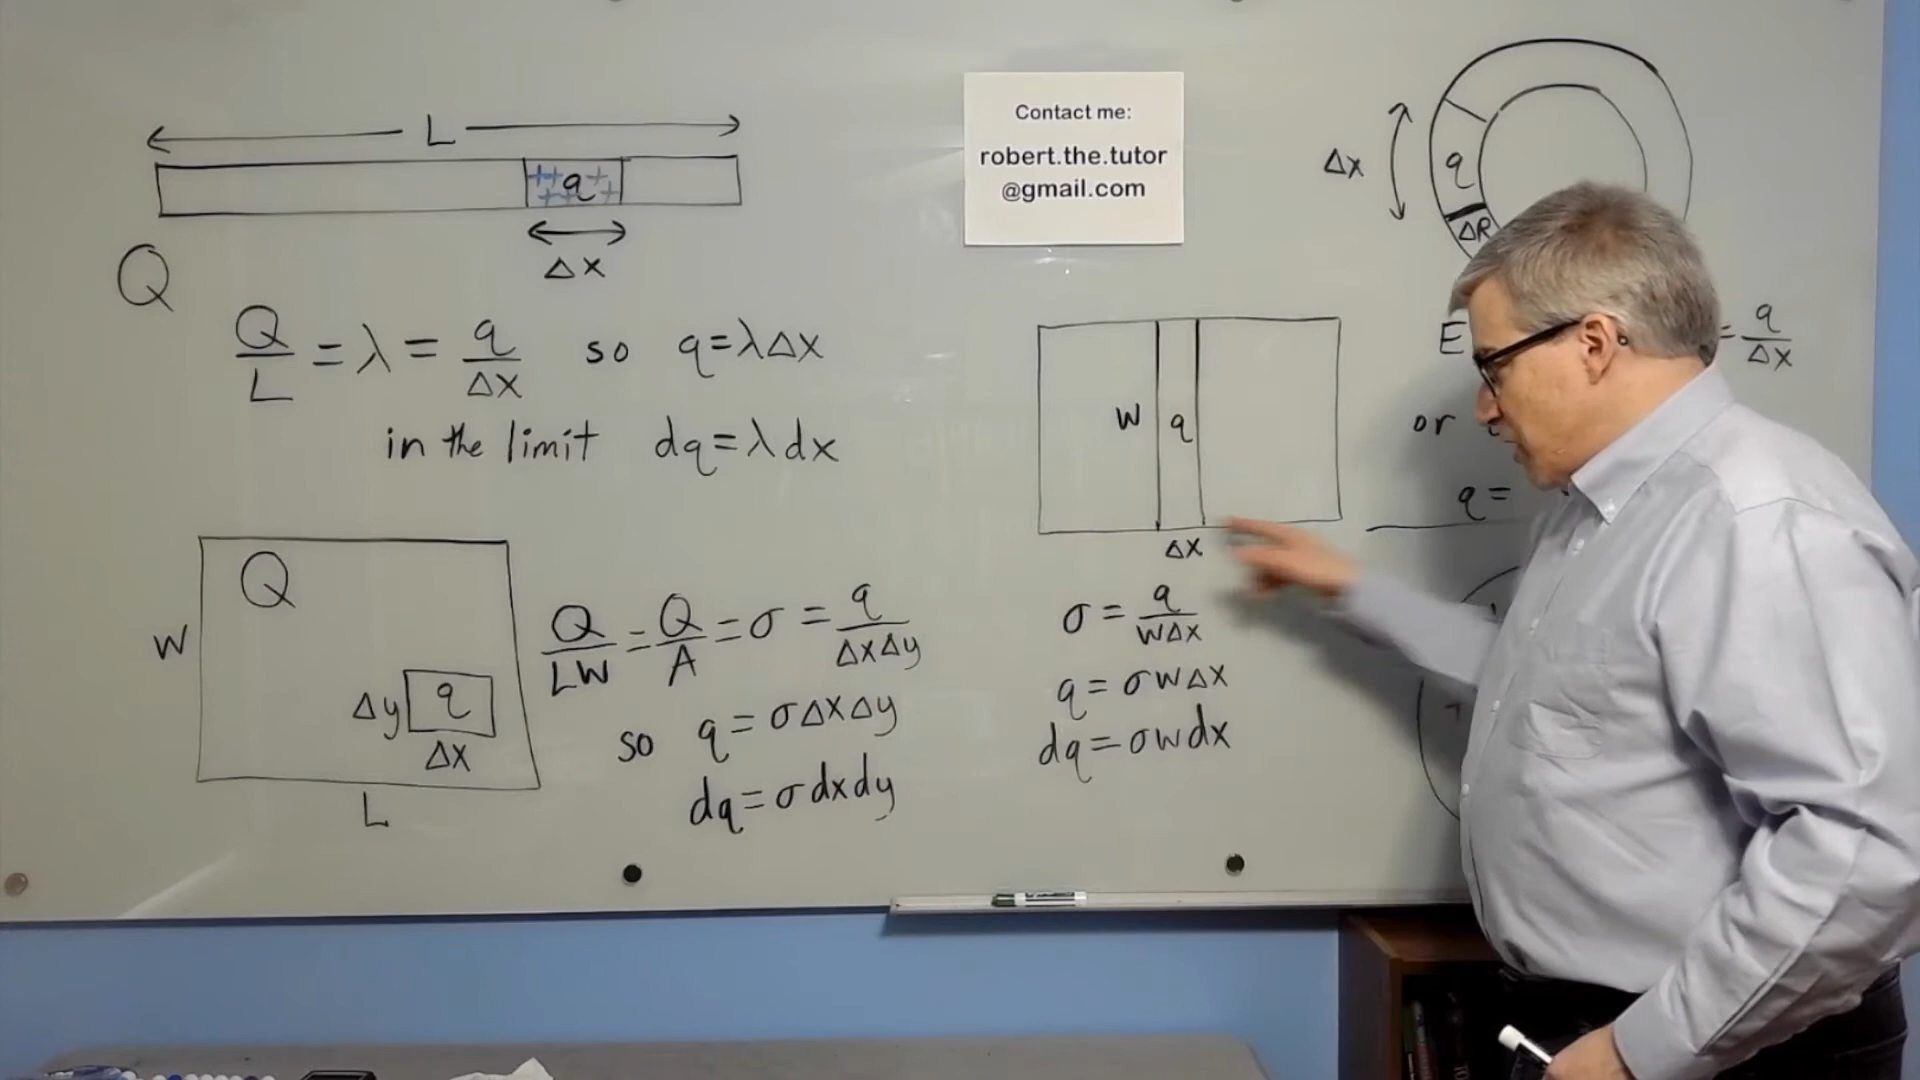 L
++ q +
++ +
Δx
Q
Q/L = λ = q/Δx so q = λΔx
in the limit dq = λdx
Q
W
Δy q
Δx
L
Q/LW = Q/A = σ = q/ΔxΔy
so q = σΔxΔy
dq = σdxdy
Contact me:
robert.the.tutor
@gmail.com
W q
Δx
σ = q/WΔx
q = σWΔx
dq = σwdx
Δx q
ΔR
E = q/Δx
or
q =